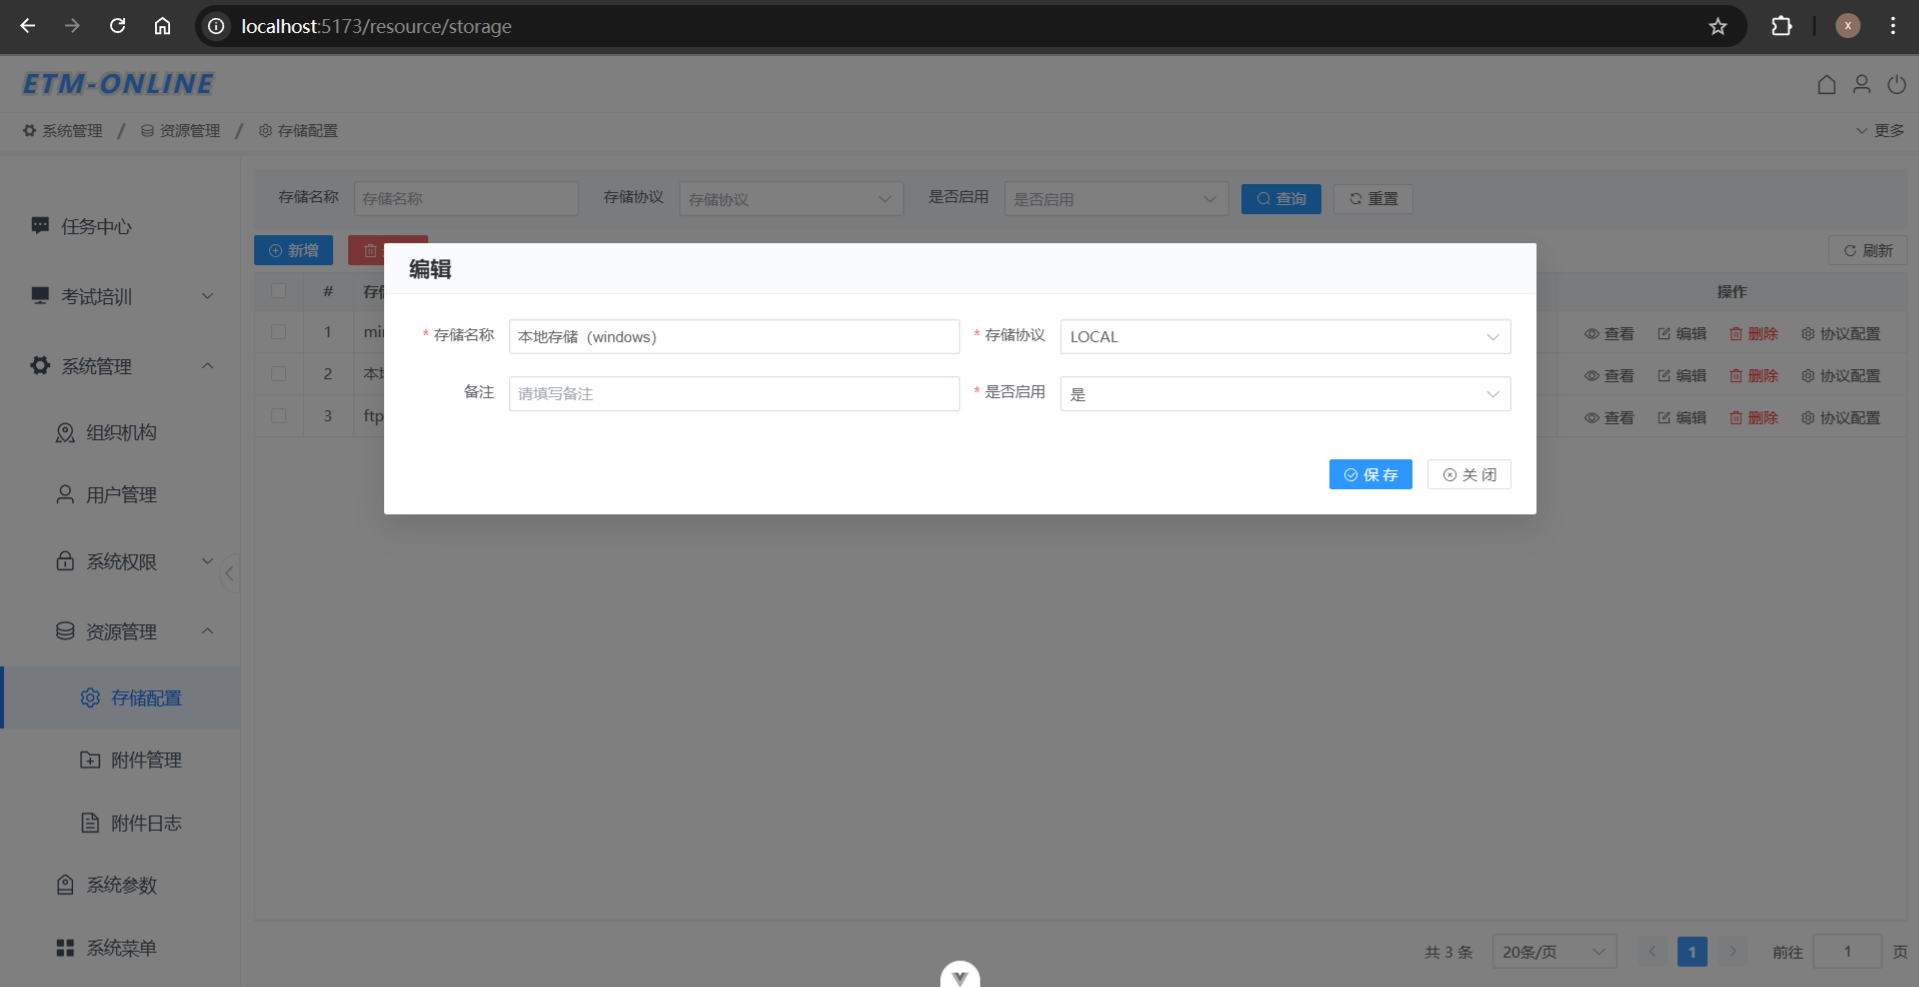 localhost:5173/resource/storage
x
ETM-ONLINE
系统管理 / 资源管理 / 存储配置
更多
存储名称 存储名称 存储协议 存储协议 是否启用 是否启用 查询 重置
任务中心
新增 刷新
编辑
# 操作
考试培训
* 存储名称 本地存储（windows） * 存储协议 LOCAL
1 查看 编辑 删除 协议配置
系统管理
2 查看 编辑 删除 协议配置
备注 请填写备注 * 是否启用 是
3 ftp 查看 编辑 删除 协议配置
组织机构
保存 关闭
用户管理
系统权限
资源管理
存储配置
附件管理
附件日志
系统参数
系统菜单
共 3 条 20条/页 1 前往 1 页